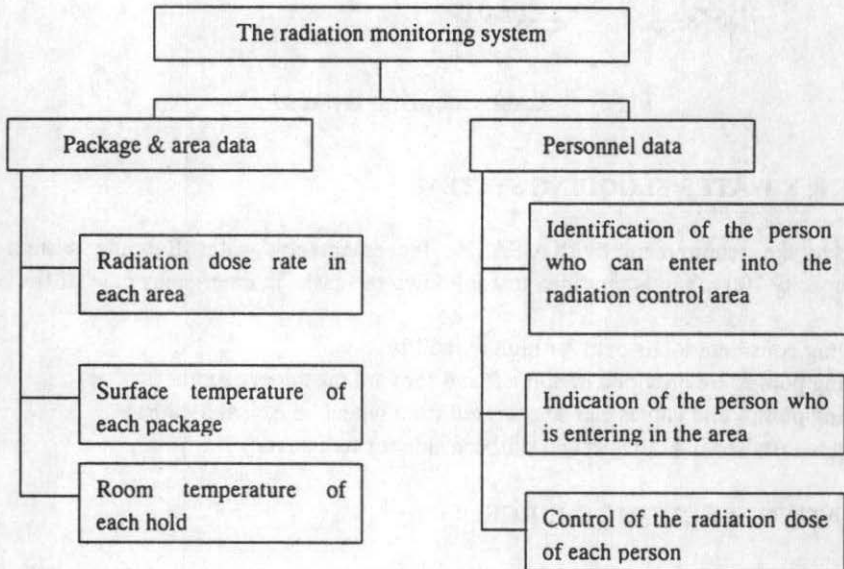 The radiation monitoring system
Package & area data
Personnel data
Radiation dose rate in
each area
Surface temperature of
each package
Room temperature of
each hold
Identification of the person
who can enter into the
radiation control area
Indication of the person who
is entering in the area
Control of the radiation dose
of each person